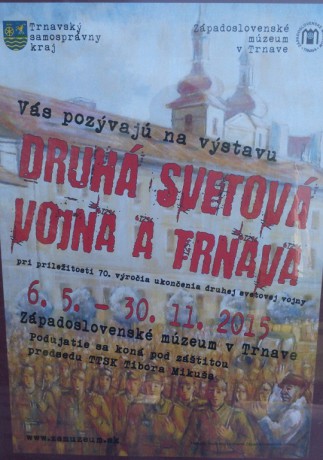 Trnavský
samosprávny
kraj
Západoslovenské
múzeum
v Trnave
Vás pozývajú na výstavu
DRUHÁ SVETOVÁ
VOJNA A TRNAVA
pri príležitosti 70. výročia ukončenia druhej svetovej vojny
6. 5. - 30. 11. 2015
Západoslovenské múzeum v Trnave
Podujatie sa koná pod záštitou
predsedu TTSK Tibora Mikuša
www.zsmuzeum.sk